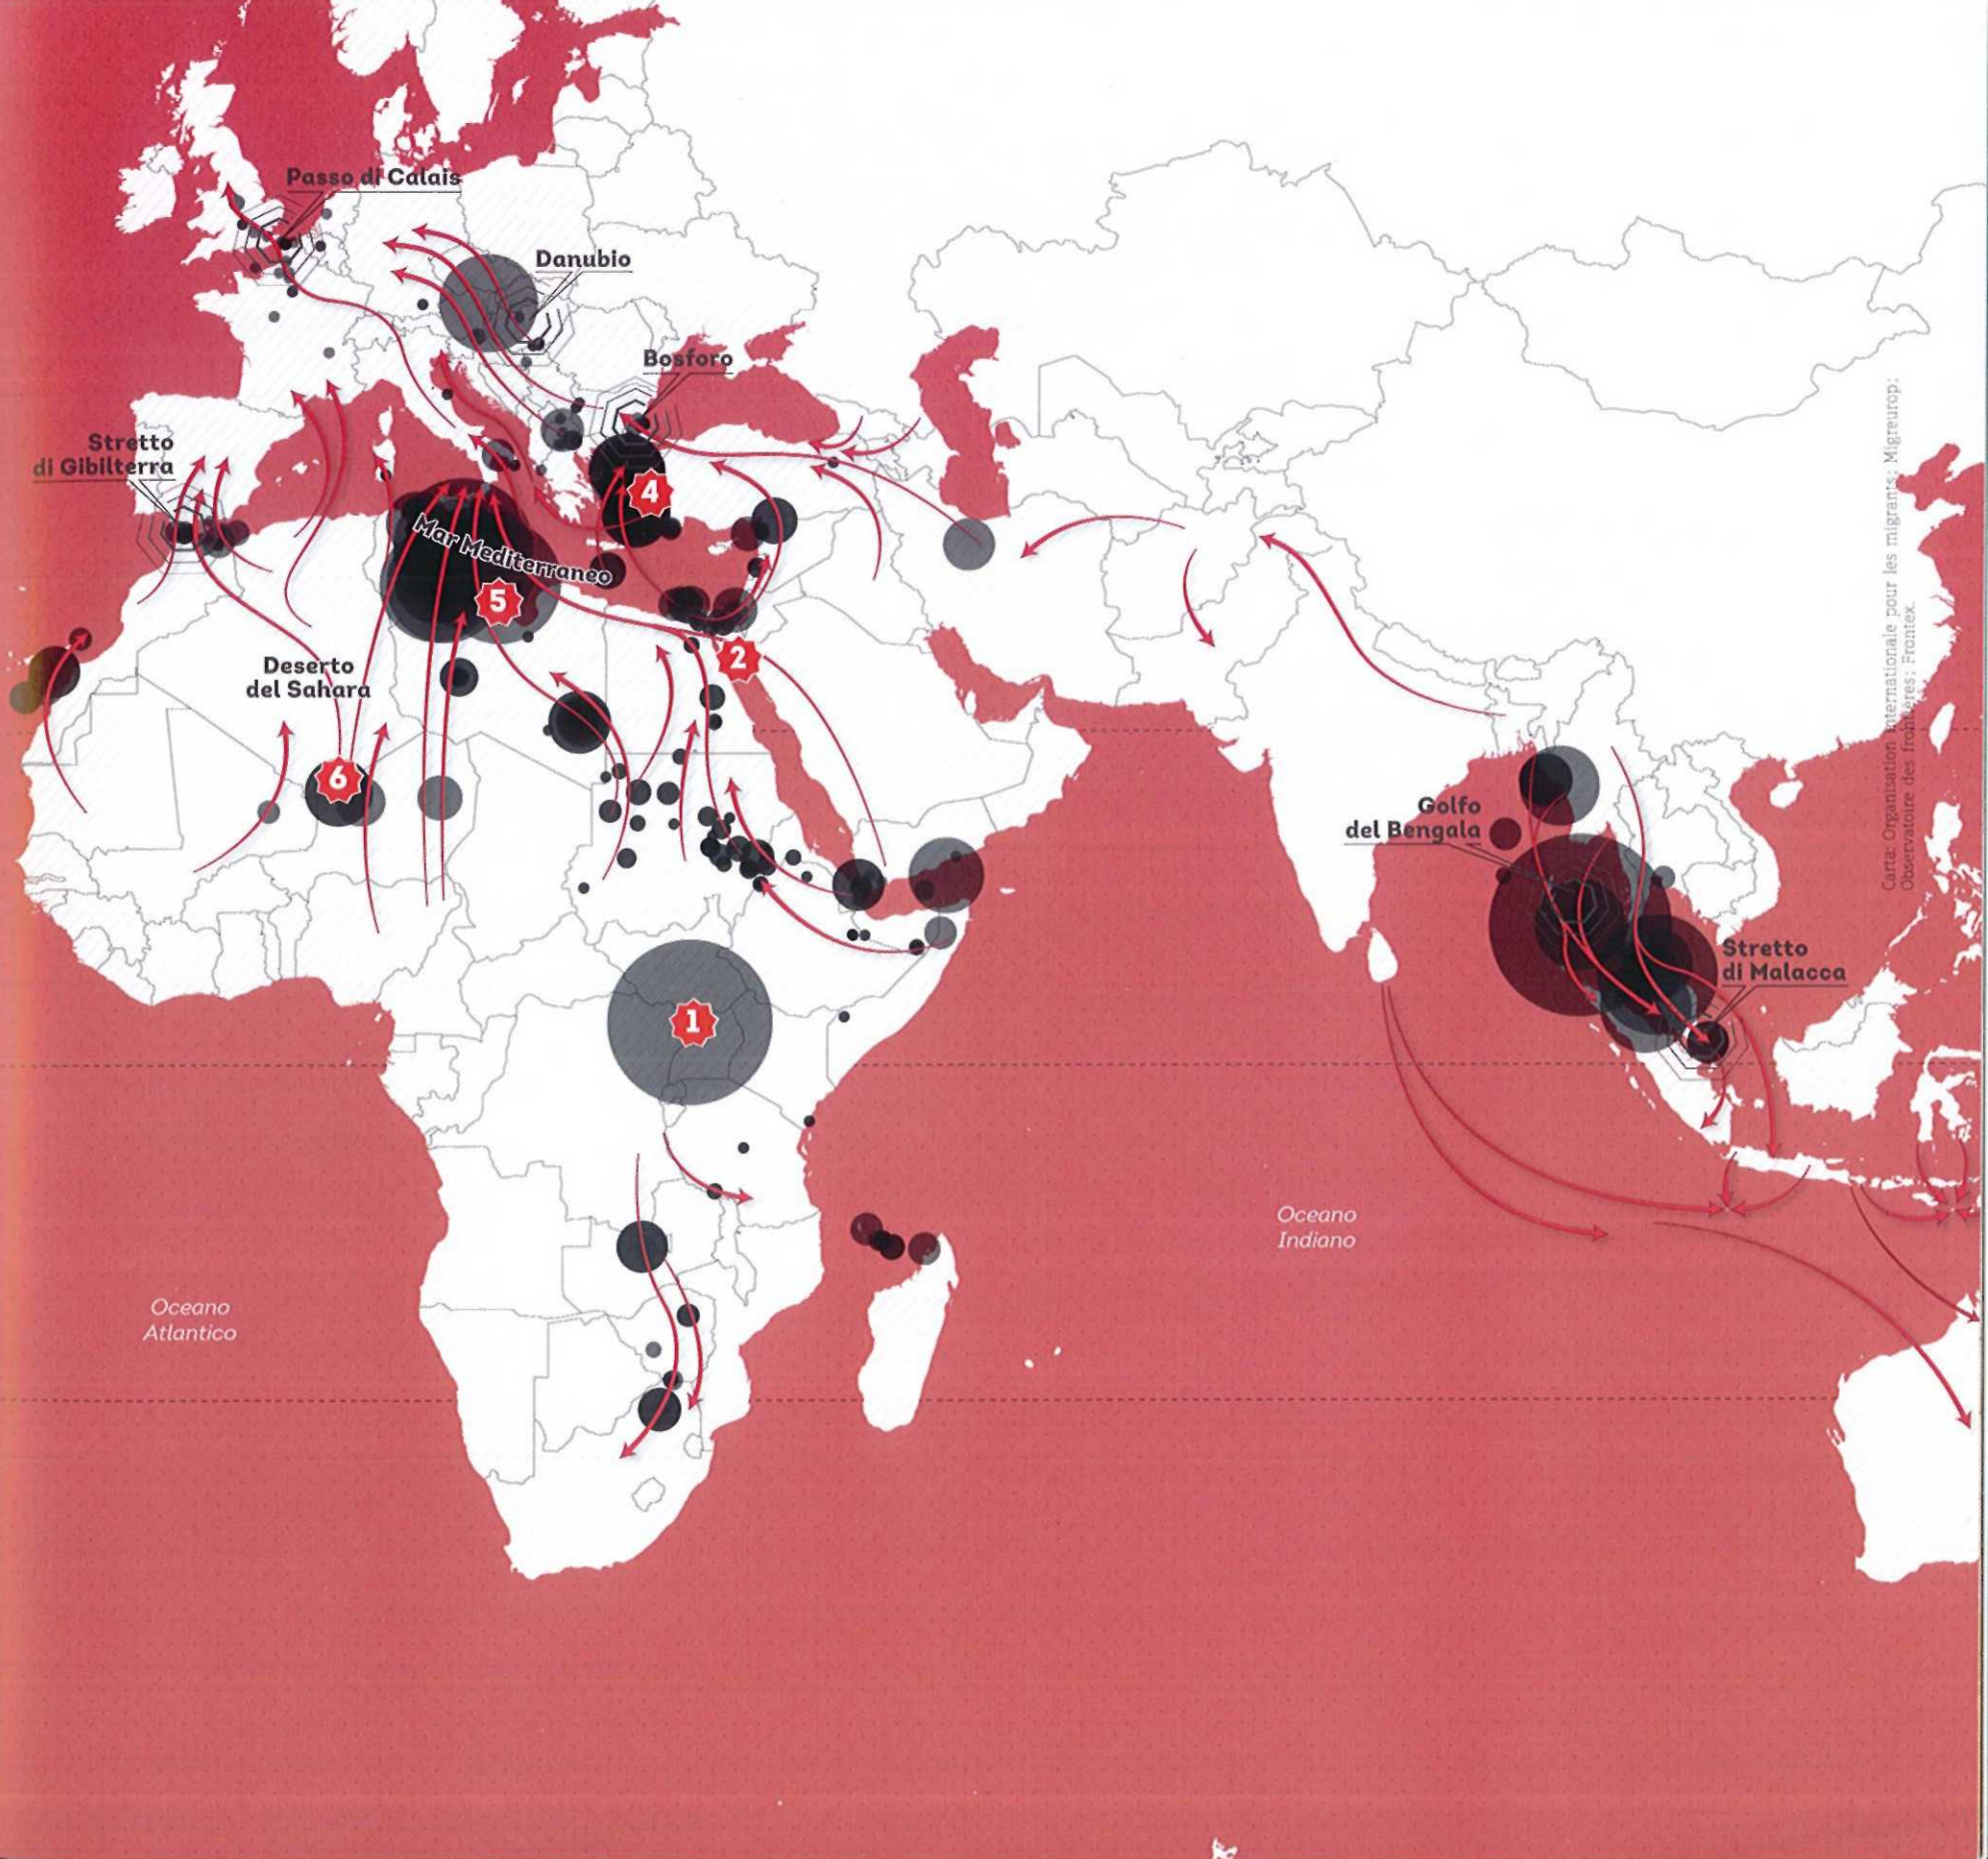 Passo di Calais
Danubio
Bosforo
Stretto
di Gibilterra
4
Mar Mediterraneo
5
2
Deserto
del Sahara
6
Golfo
del Bengala
Stretto
di Malacca
1
Oceano
Indiano
Oceano
Atlantico
Carta: Organisation internationale pour les migrants; Migreurop;
Observatoire des frontières; Frontex.